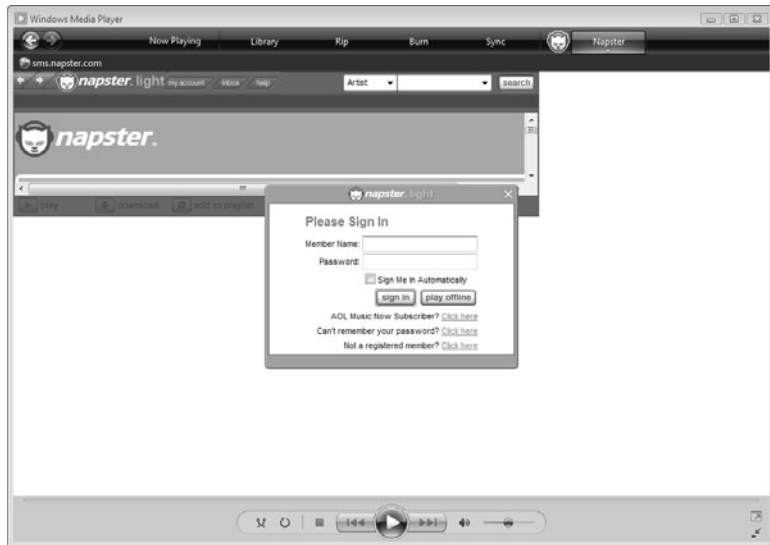 Windows Media Player
Now Playing Library Rip Burn Sync Napster
sms.napster.com
napster. light my account inbox help Artist search
napster.
play download add to playlist
napster. light
Please Sign In
Member Name:
Password:
Sign Me In Automatically
sign in play offline
AOL Music Now Subscriber? Click here
Can't remember your password? Click here
Not a registered member? Click here